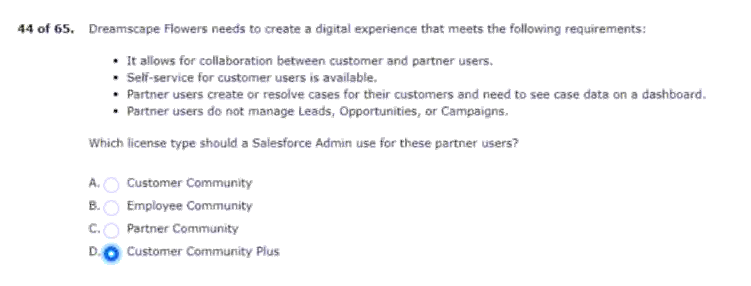 44 of 65. Dreamscape Flowers needs to create a digital experience that meets the following requirements:
• It allows for collaboration between customer and partner users.
• Self-service for customer users is available.
• Partner users create or resolve cases for their customers and need to see case data on a dashboard.
• Partner users do not manage Leads, Opportunities, or Campaigns.
Which license type should a Salesforce Admin use for these partner users?
A. Customer Community
B. Employee Community
C. Partner Community
D. Customer Community Plus